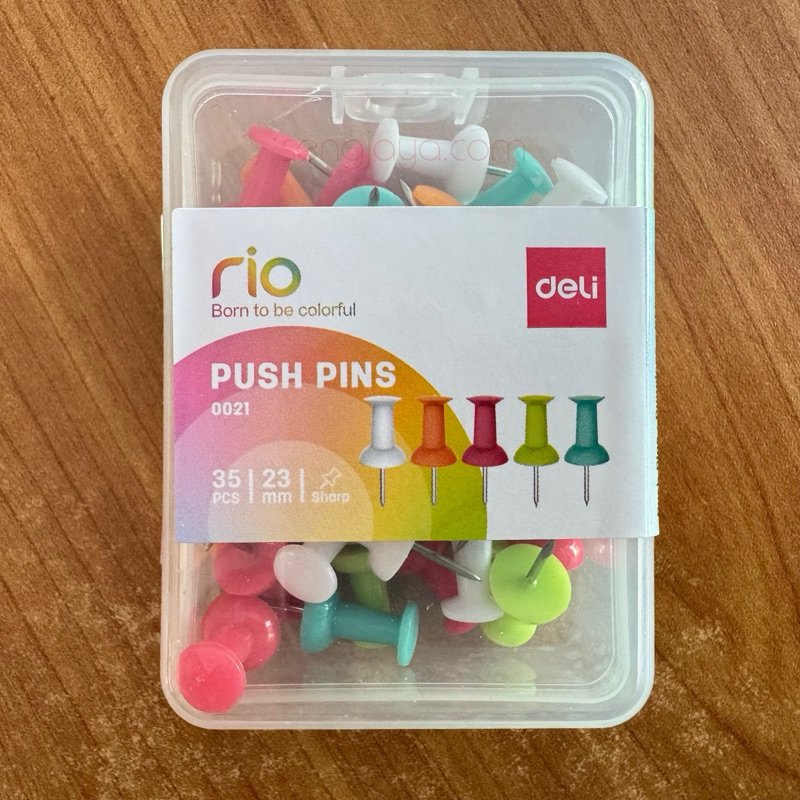 rio
Born to be colorful
deli
PUSH PINS
0021
35 PCS | 23 mm | Sharp